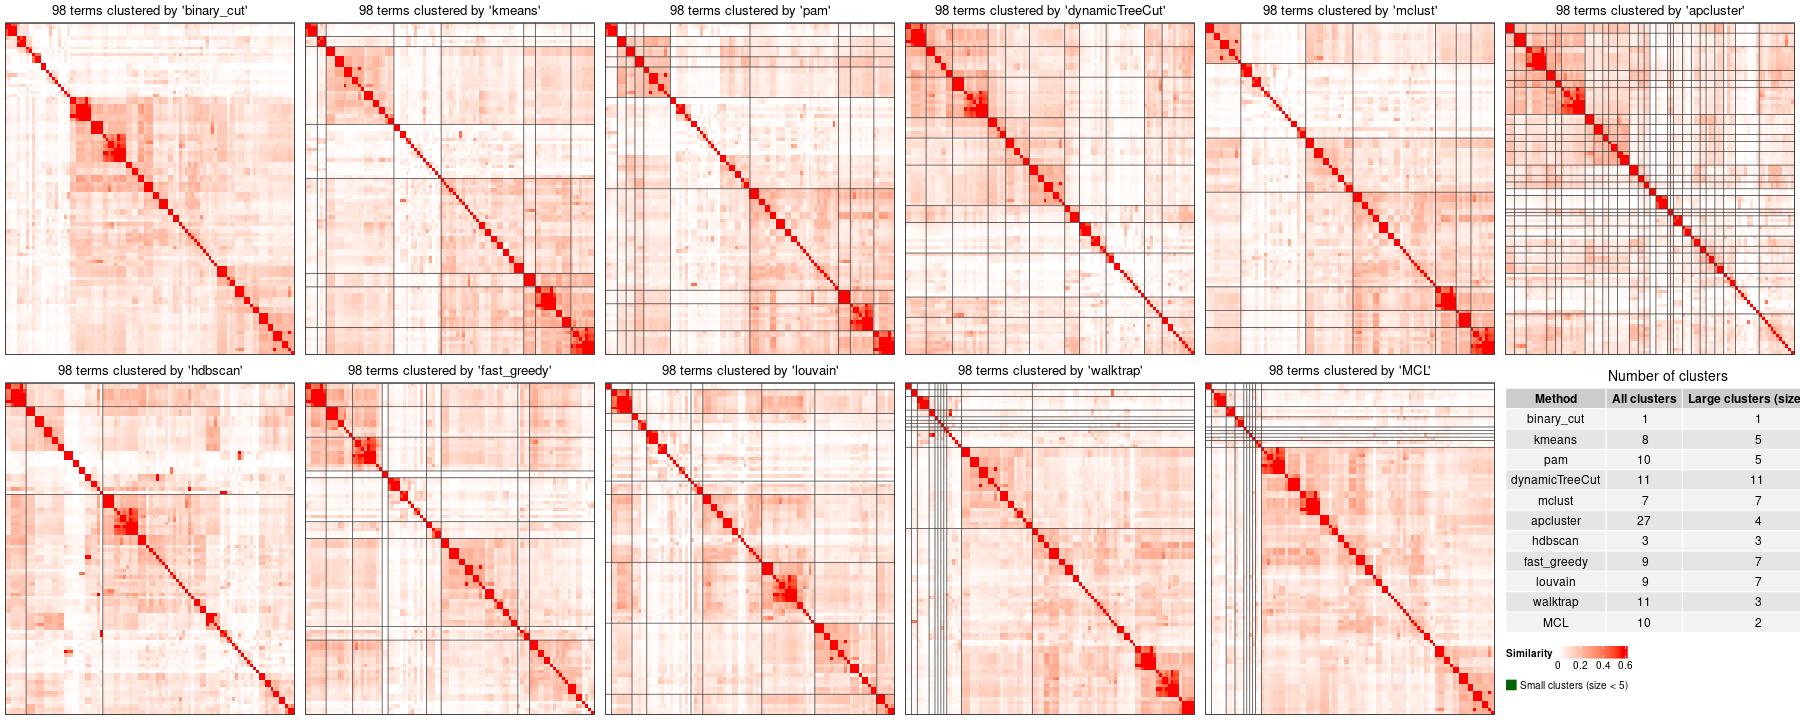 98 terms clustered by 'binary_cut'
98 terms clustered by 'kmeans'
98 terms clustered by 'pam'
98 terms clustered by 'dynamicTreeCut'
98 terms clustered by 'mclust'
98 terms clustered by 'apcluster'
98 terms clustered by 'hdbscan'
98 terms clustered by 'fast_greedy'
98 terms clustered by 'louvain'
98 terms clustered by 'walktrap'
98 terms clustered by 'MCL'
Number of clusters
Method All clusters Large clusters (size
binary_cut 1 1
kmeans 8 5
pam 10 5
dynamicTreeCut 11 11
mclust 7 7
apcluster 27 4
hdbscan 3 3
fast_greedy 9 7
louvain 9 7
walktrap 11 3
MCL 10 2
Similarity
0 0.2 0.4 0.6
Small clusters (size < 5)